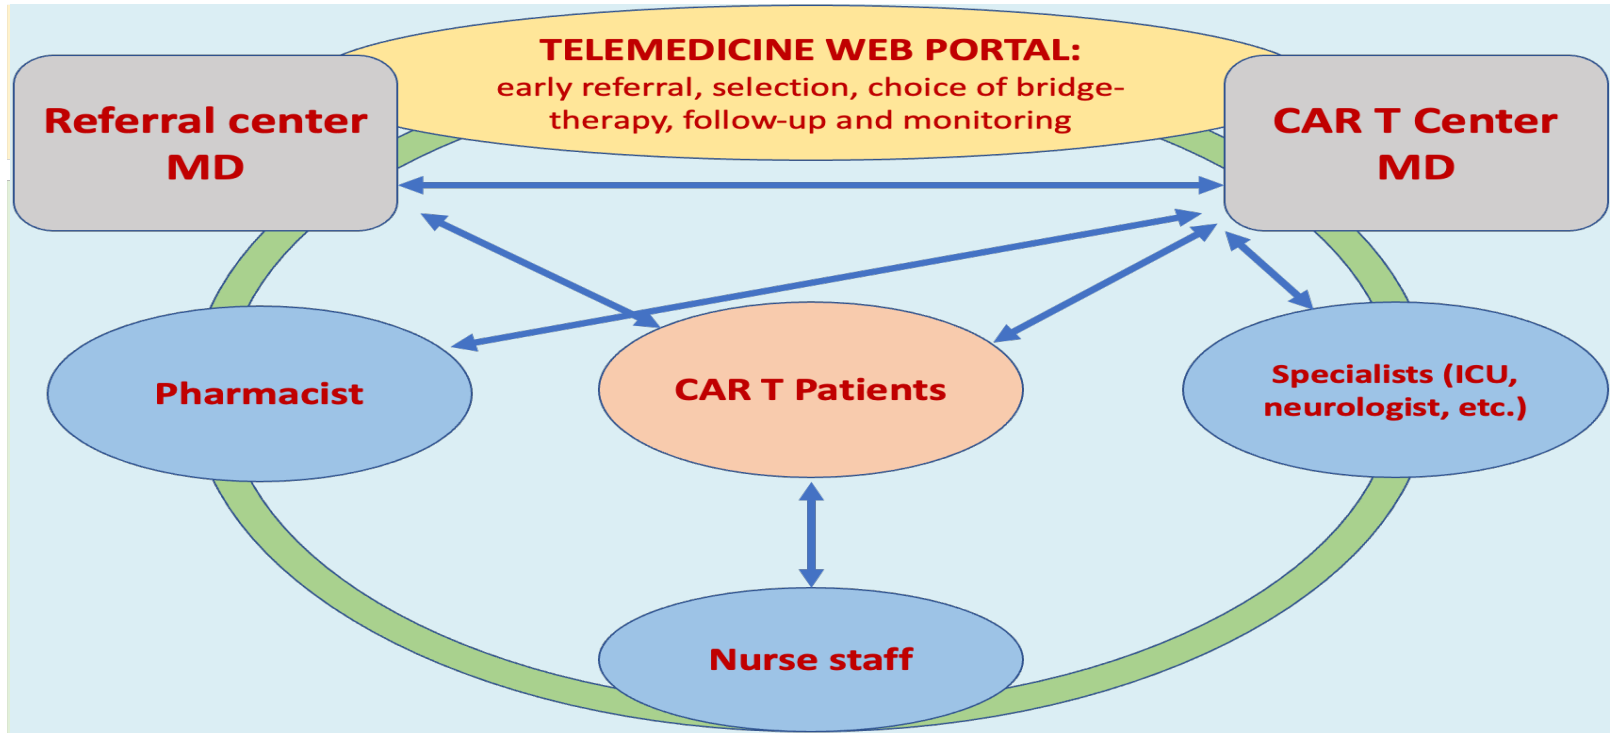 TELEMEDICINE WEB PORTAL:
early referral, selection, choice of bridge-
therapy, follow-up and monitoring
Referral center
MD
CAR T Center
MD
Pharmacist
CAR T Patients
Specialists (ICU,
neurologist, etc.)
Nurse staff